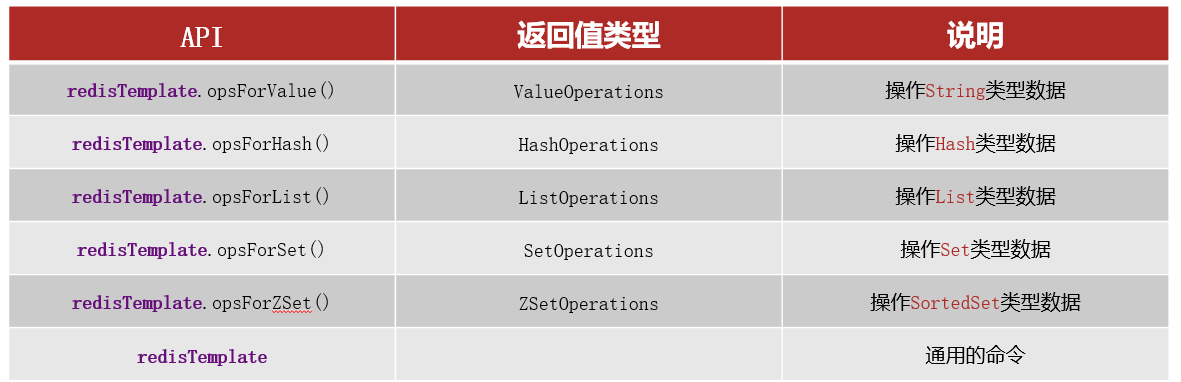 API 返回值类型 说明
redisTemplate.opsForValue() ValueOperations 操作String类型数据
redisTemplate.opsForHash() HashOperations 操作Hash类型数据
redisTemplate.opsForList() ListOperations 操作List类型数据
redisTemplate.opsForSet() SetOperations 操作Set类型数据
redisTemplate.opsForZSet() ZSetOperations 操作SortedSet类型数据
redisTemplate 通用的命令